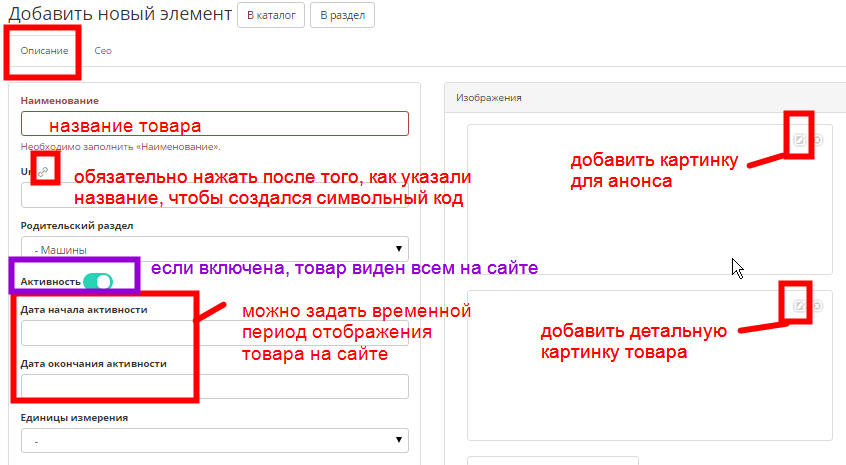 Добавить новый элемент
В каталог
В раздел
Описание
Сео
Наименование
название товара
Необходимо заполнить «Наименование».
обязательно нажать после того, как указали
название, чтобы создался символьный код
Родительский раздел
- Машины
Активность
если включена, товар виден всем на сайте
Дата начала активности
Дата окончания активности
можно задать временной
период отображения
товара на сайте
Единицы измерения
-
Изображения
добавить картинку
для анонса
добавить детальную
картинку товара